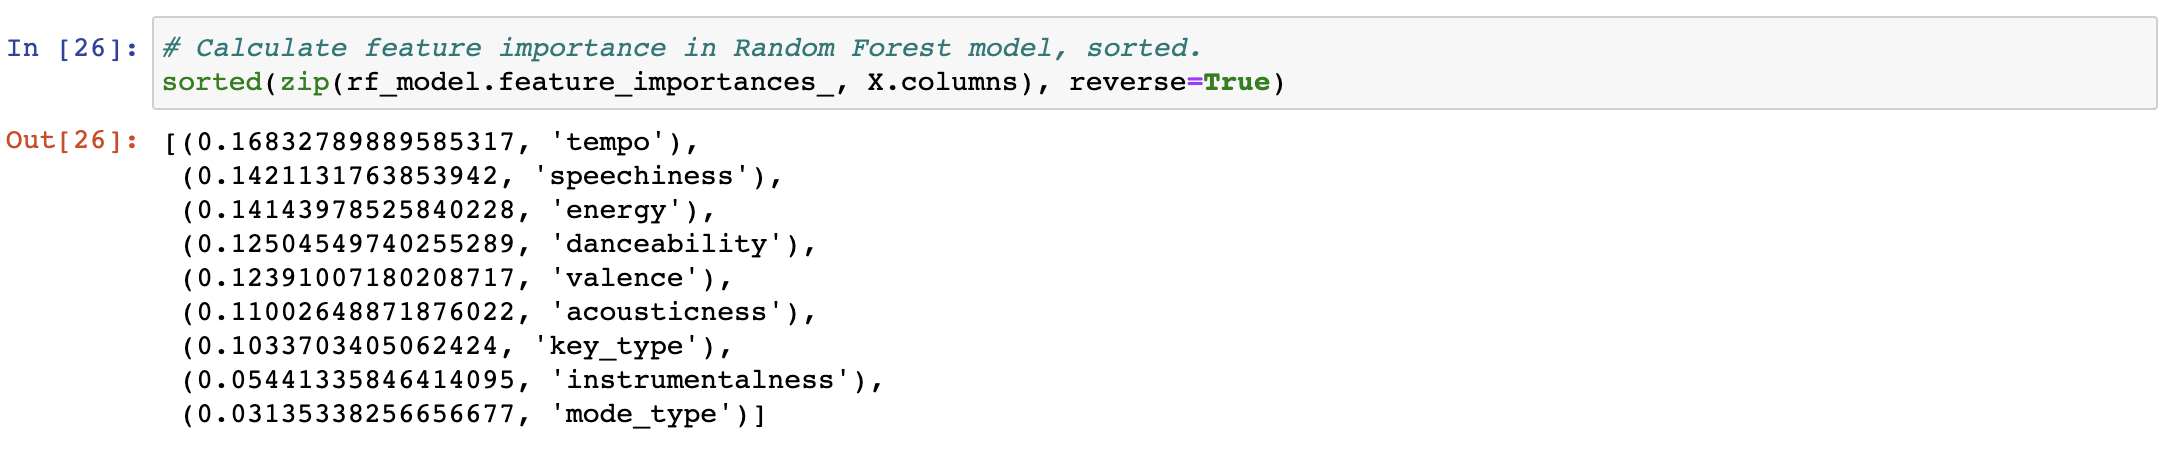 In [26]: # Calculate feature importance in Random Forest model, sorted.
sorted(zip(rf_model.feature_importances_, X.columns), reverse=True)
Out[26]: [(0.16832789889585317, 'tempo'),
(0.1421131763853942, 'speechiness'),
(0.14143978525840228, 'energy'),
(0.12504549740255289, 'danceability'),
(0.12391007180208717, 'valence'),
(0.11002648871876022, 'acousticness'),
(0.1033703405062424, 'key_type'),
(0.05441335846414095, 'instrumentalness'),
(0.031353382566566​77, 'mode_type')]